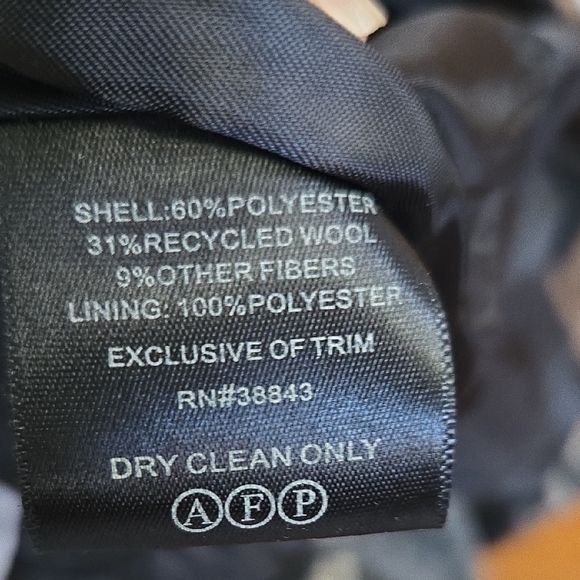 SHELL:60%POLYESTER
31%RECYCLED WOOL
9%OTHER FIBERS
LINING: 100%POLYESTER
EXCLUSIVE OF TRIM
RN#38843
DRY CLEAN ONLY
A F P